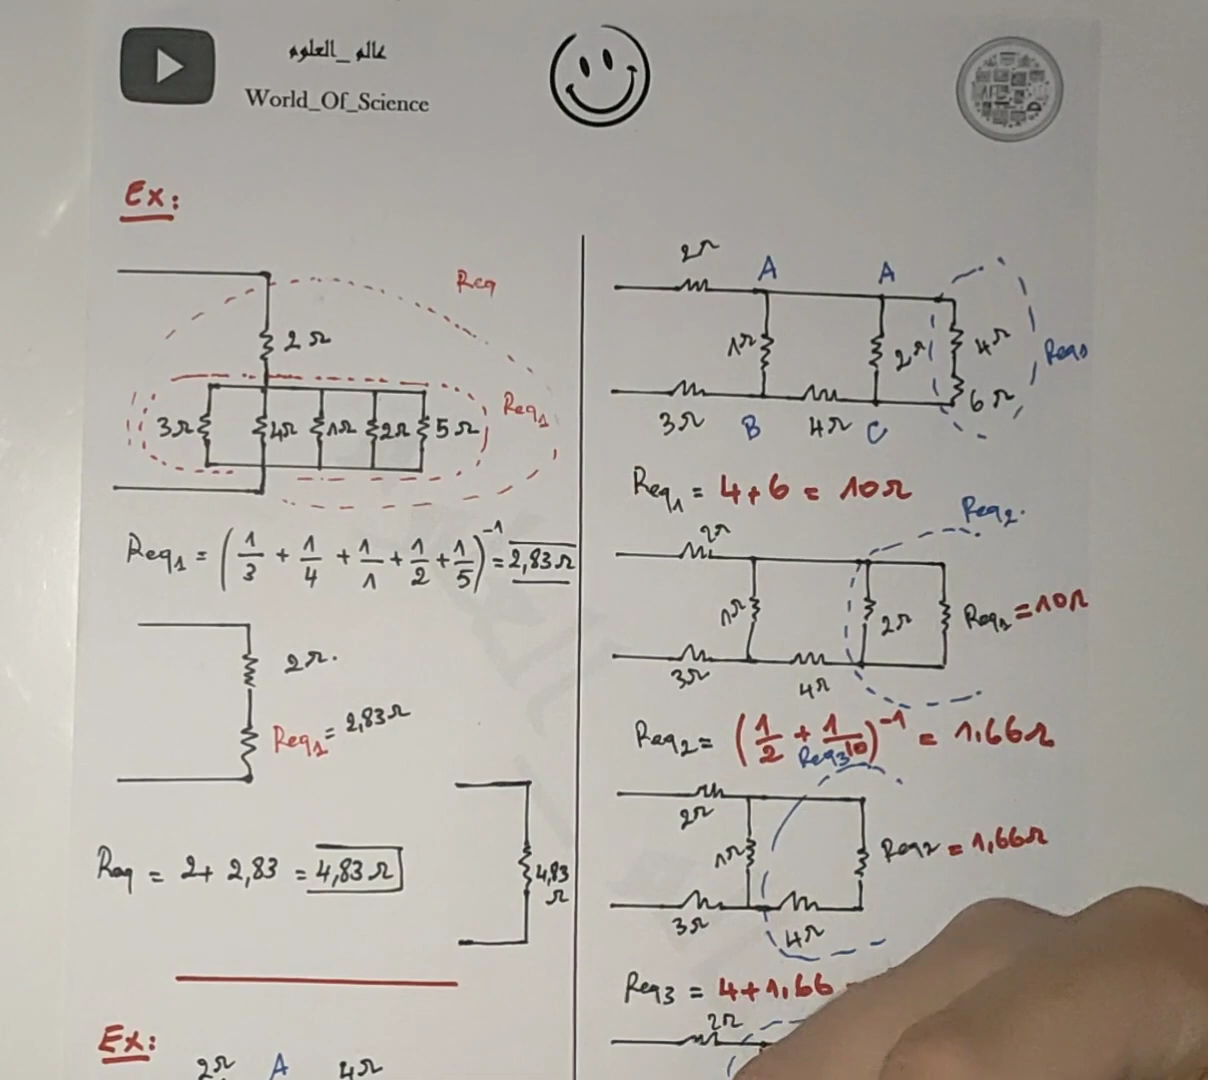 عالم_العلوم
World_Of_Science
Ex:
Req
2Ω
Req1
3Ω 4Ω 1Ω 2Ω 5Ω
Req1 = (1/3 + 1/4 + 1/1 + 1/2 + 1/5)^-1 = 2,83Ω
2Ω.
Req1 = 2,83Ω
Req = 2+ 2,83 = 4,83Ω
4,83 Ω
Ex:
2Ω A 4Ω
2Ω A A
1Ω 2Ω 4Ω Req1
6Ω
3Ω B 4Ω C
Req1 = 4+6 = 10Ω
2Ω Req2.
1Ω 2Ω Req1 = 10Ω
3Ω 4Ω
Req2 = (1/2 + 1/10)^-1 = 1.66Ω
Req3
2Ω
1Ω Req2 = 1,66Ω
3Ω 4Ω
Req3 = 4+1,66
2Ω